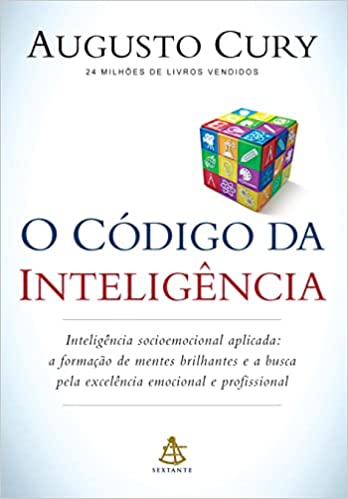 AUGUSTO CURY
24 MILHÕES DE LIVROS VENDIDOS
O CÓDIGO DA
INTELIGÊNCIA
Inteligência socioemocional aplicada:
a formação de mentes brilhantes e a busca
pela excelência emocional e profissional
SEXTANTE